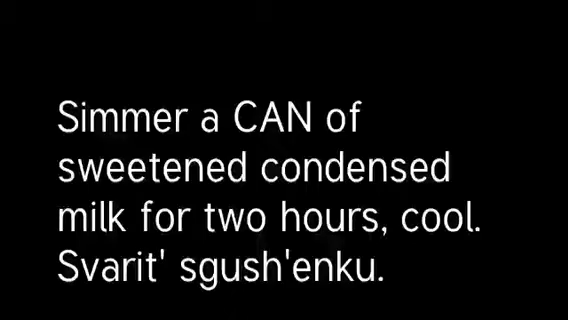 Simmer a CAN of
sweetened condensed
milk for two hours, cool.
Svarit' sgush'enku.